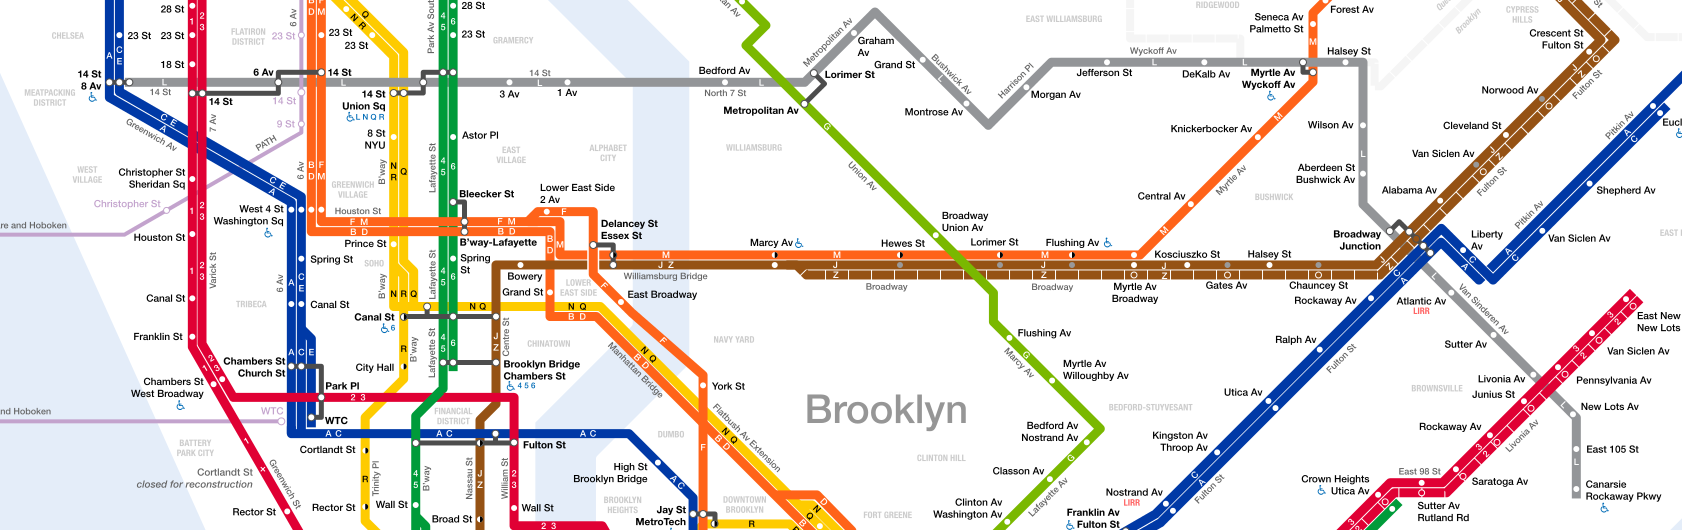 28 St
23 St
CHELSEA
23 St
18 St
FLATIRON
DISTRICT
6 Av
23 St
23 St
23 St
28 St
23 St
Park Av South
GRAMERCY
14 St
8 Av
14 St
14 St
6 Av
14 St
14 St
9 St
14 St
Union Sq
L N Q R
14 St
3 Av
1 Av
Bedford Av
North 7 St
Metropolitan Av
Lorimer St
Metropolitan Av
Graham
Av
Grand St
Bushwick Av
Montrose Av
Harrison Pl
Morgan Av
EAST WILLIAMSBURG
RIDGEWOOD
Wyckoff Av
Jefferson St
DeKalb Av
Seneca Av
Palmetto St
Forest Av
Halsey St
Myrtle Av
Wyckoff Av
CYPRESS
HILLS
Brooklyn
Crescent St
Fulton St
Fulton St
Norwood Av
Cleveland St
Van Siclen Av
Fulton St
Alabama Av
Pitkin Av
Shepherd Av
Pitkin Av
Van Siclen Av
Liberty
Av
MEATPACKING
DISTRICT
Greenwich Av
7 Av
PATH
8 St
NYU
Astor Pl
B'way
Lafayette St
EAST
VILLAGE
ALPHABET
CITY
WILLIAMSBURG
Union Av
Knickerbocker Av
Central Av
Myrtle Av
Wilson Av
Aberdeen St
Bushwick Av
BUSHWICK
WEST
VILLAGE
Christopher St
Sheridan Sq
Christopher St
6 Av
GREENWICH
VILLAGE
Houston St
West 4 St
Washington Sq
re and Hoboken
Houston St
Bleecker St
Lower East Side
2 Av
Delancey St
Essex St
B'way-Lafayette
Prince St
Spring St
Spring
St
SOHO
Varick St
6 Av
B'way
Lafayette St
Bowery
Grand St
LOWER
EAST SIDE
Williamsburg Bridge
East Broadway
Marcy Av
Hewes St
Broadway
Union Av
Lorimer St
Flushing Av
Broadway
Broadway
Myrtle Av
Broadway
Kosciuszko St
Gates Av
Halsey St
Chauncey St
Broadway
Junction
Rockaway Av
Atlantic Av
LIRR
Van Sinderen Av
Canal St
TRIBECA
Canal St
Canal St
6
Centre St
Franklin St
Chambers St
Church St
City Hall
B'way
Lafayette St
CHINATOWN
Brooklyn Bridge
Chambers St
4 5 6
Manhattan Bridge
NAVY YARD
Flushing Av
Marcy Av
Myrtle Av
Willoughby Av
Ralph Av
Fulton St
Sutter Av
East New
New Lots
Van Siclen Av
Chambers St
West Broadway
Park Pl
York St
Brooklyn
BEDFORD-STUYVESANT
Utica Av
BROWNSVILLE
Livonia Av
Junius St
Pennsylvania Av
New Lots Av
nd Hoboken
WTC
WTC
FINANCIAL
DISTRICT
Flatbush Av Extension
Bedford Av
Nostrand Av
Kingston Av
Throop Av
Rockaway Av
Livonia Av
BATTERY
PARK CITY
Cortlandt St
Fulton St
DUMBO
CLINTON HILL
East 105 St
Cortlandt St
closed for reconstruction
Greenwich St
Trinity Pl
B'way
Nassau St
William St
High St
Brooklyn Bridge
Classon Av
Lafayette Av
Fulton St
East 98 St
Saratoga Av
Crown Heights
Utica Av
Canarsie
Rockaway Pkwy
Rector St
Rector St
Wall St
Broad St
Wall St
BROOKLYN
HEIGHTS
Jay St
MetroTech
DOWNTOWN
BROOKLYN
FORT GREENE
Clinton Av
Washington Av
Nostrand Av
LIRR
Franklin Av
Fulton St
Sutter Av
Rutland Rd